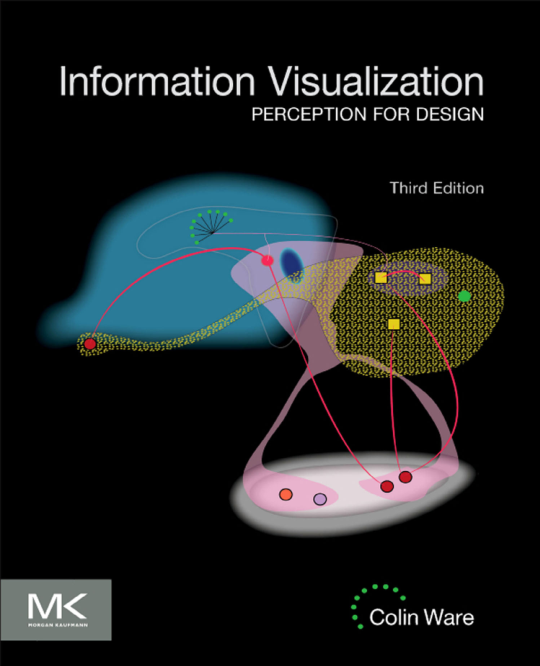 Information Visualization
PERCEPTION FOR DESIGN
Third Edition
MK
MORGAN KAUFMANN
Colin Ware